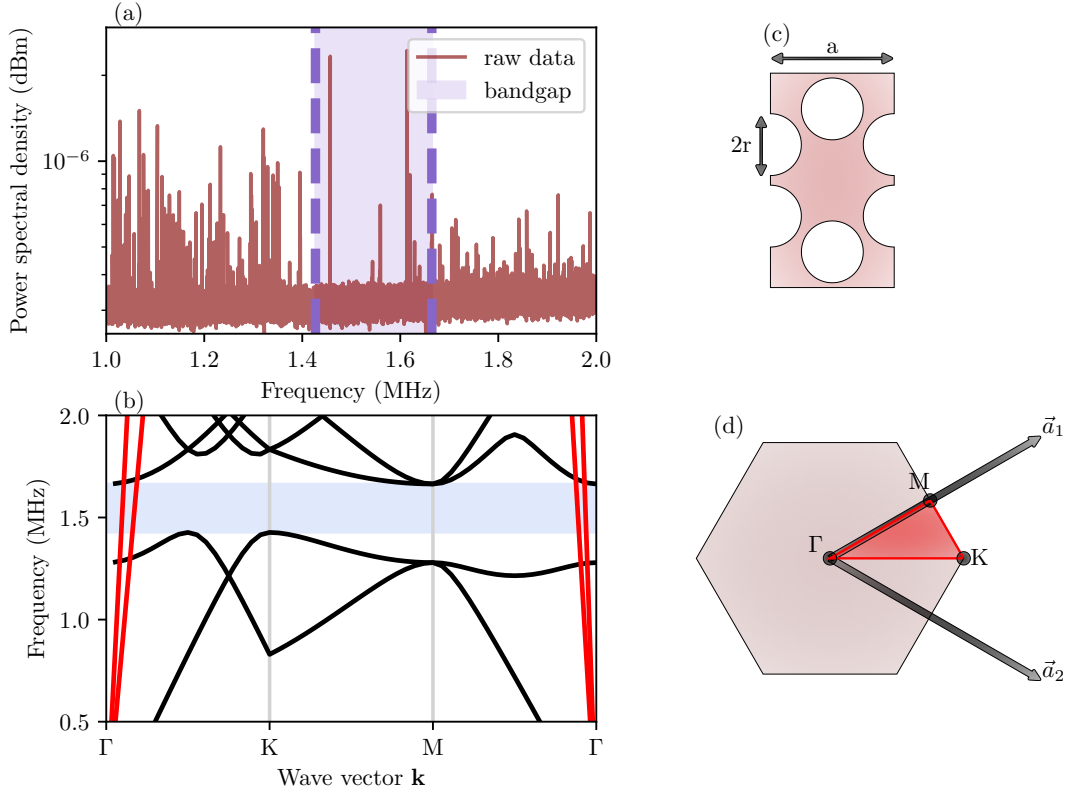 (a)
Power spectral density (dBm)
10⁻⁶
raw data
bandgap
1.0 1.2 1.4 1.6 1.8 2.0
Frequency (MHz)
(b)
Frequency (MHz)
2.0
1.5
1.0
0.5
Γ K M Γ
Wave vector k
(c)
a
2r
(d)
a⃗₁
M
Γ
K
a⃗₂